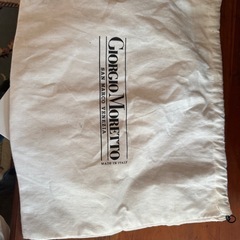 GIORGIO MORETTO
SAN MARCO VENEZIA
MADE IN ITALY